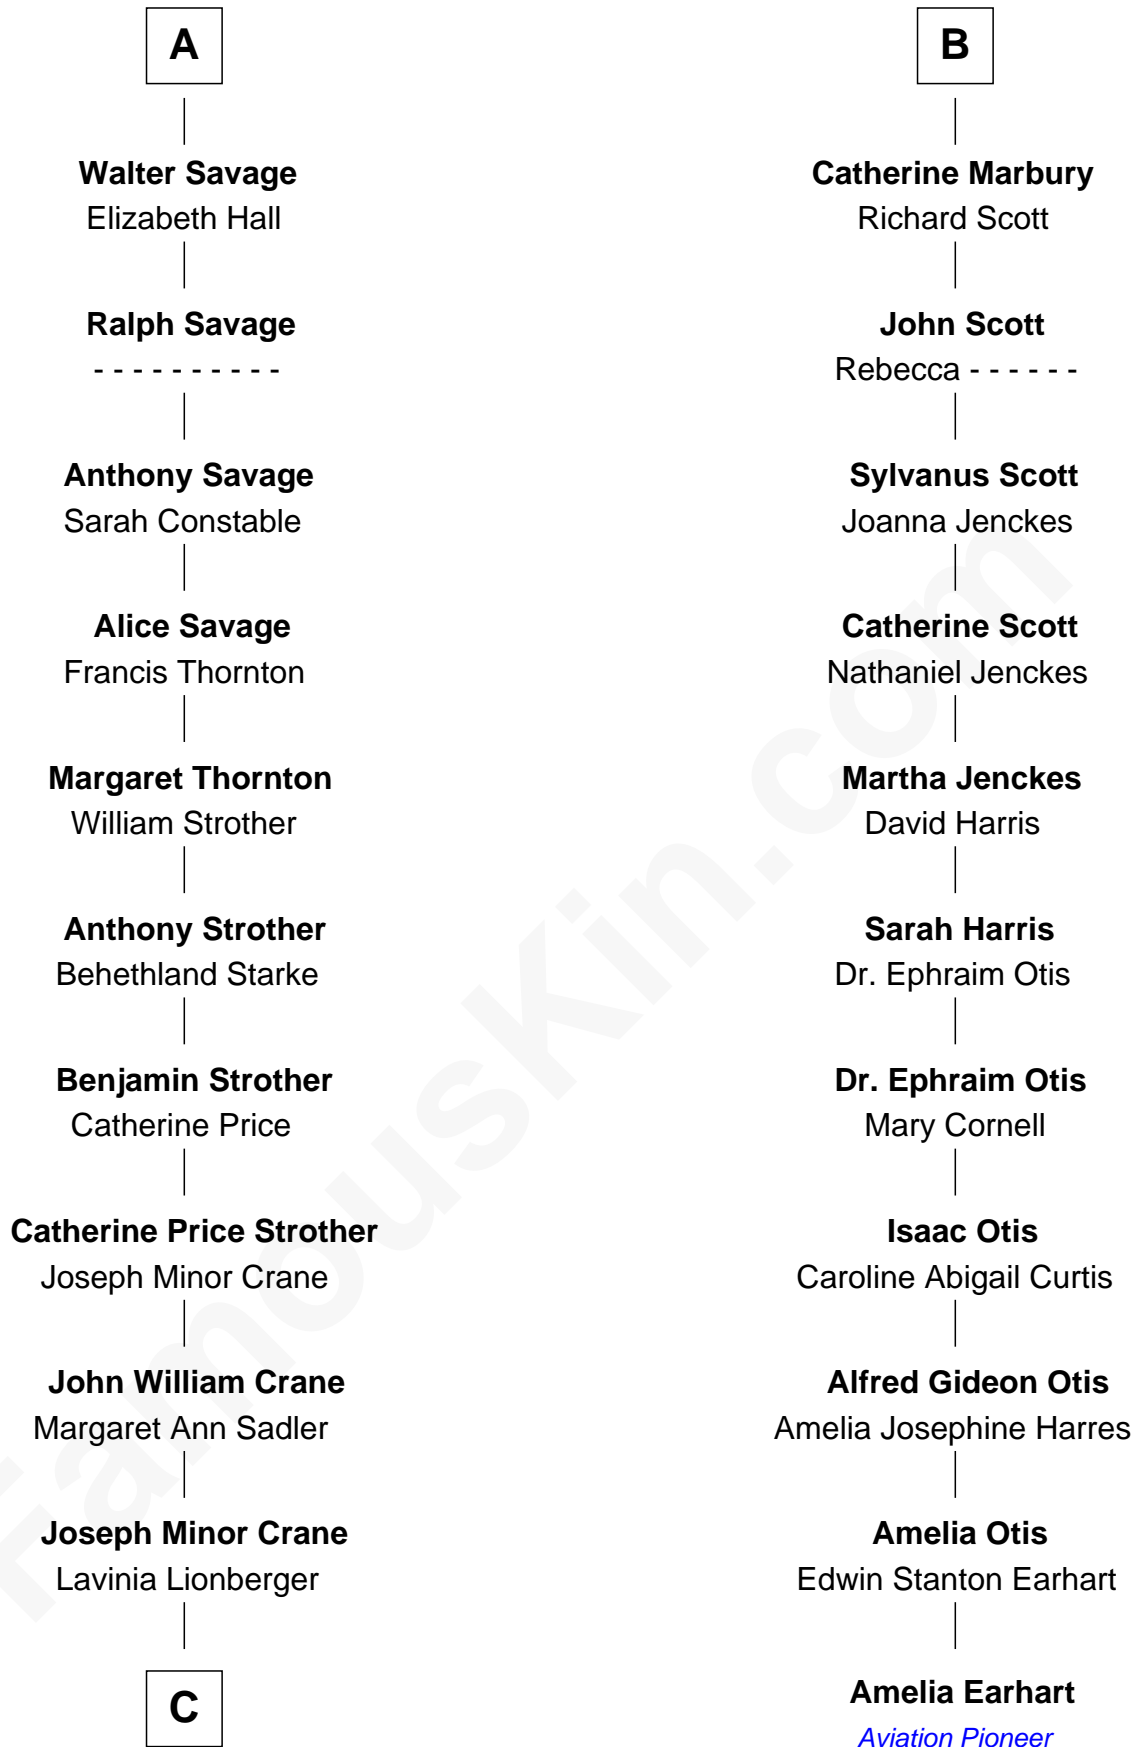 A
Walter Savage
Elizabeth Hall
Ralph Savage
- - - - - - - - - -
Anthony Savage
Sarah Constable
Alice Savage
Francis Thornton
Margaret Thornton
William Strother
Anthony Strother
Behethland Starke
Benjamin Strother
Catherine Price
Catherine Price Strother
Joseph Minor Crane
John William Crane
Margaret Ann Sadler
Joseph Minor Crane
Lavinia Lionberger
C
B
Catherine Marbury
Richard Scott
John Scott
Rebecca - - - - - -
Sylvanus Scott
Joanna Jenckes
Catherine Scott
Nathaniel Jenckes
Martha Jenckes
David Harris
Sarah Harris
Dr. Ephraim Otis
Dr. Ephraim Otis
Mary Cornell
Isaac Otis
Caroline Abigail Curtis
Alfred Gideon Otis
Amelia Josephine Harres
Amelia Otis
Edwin Stanton Earhart
Amelia Earhart
Aviation Pioneer
FamousKin.com